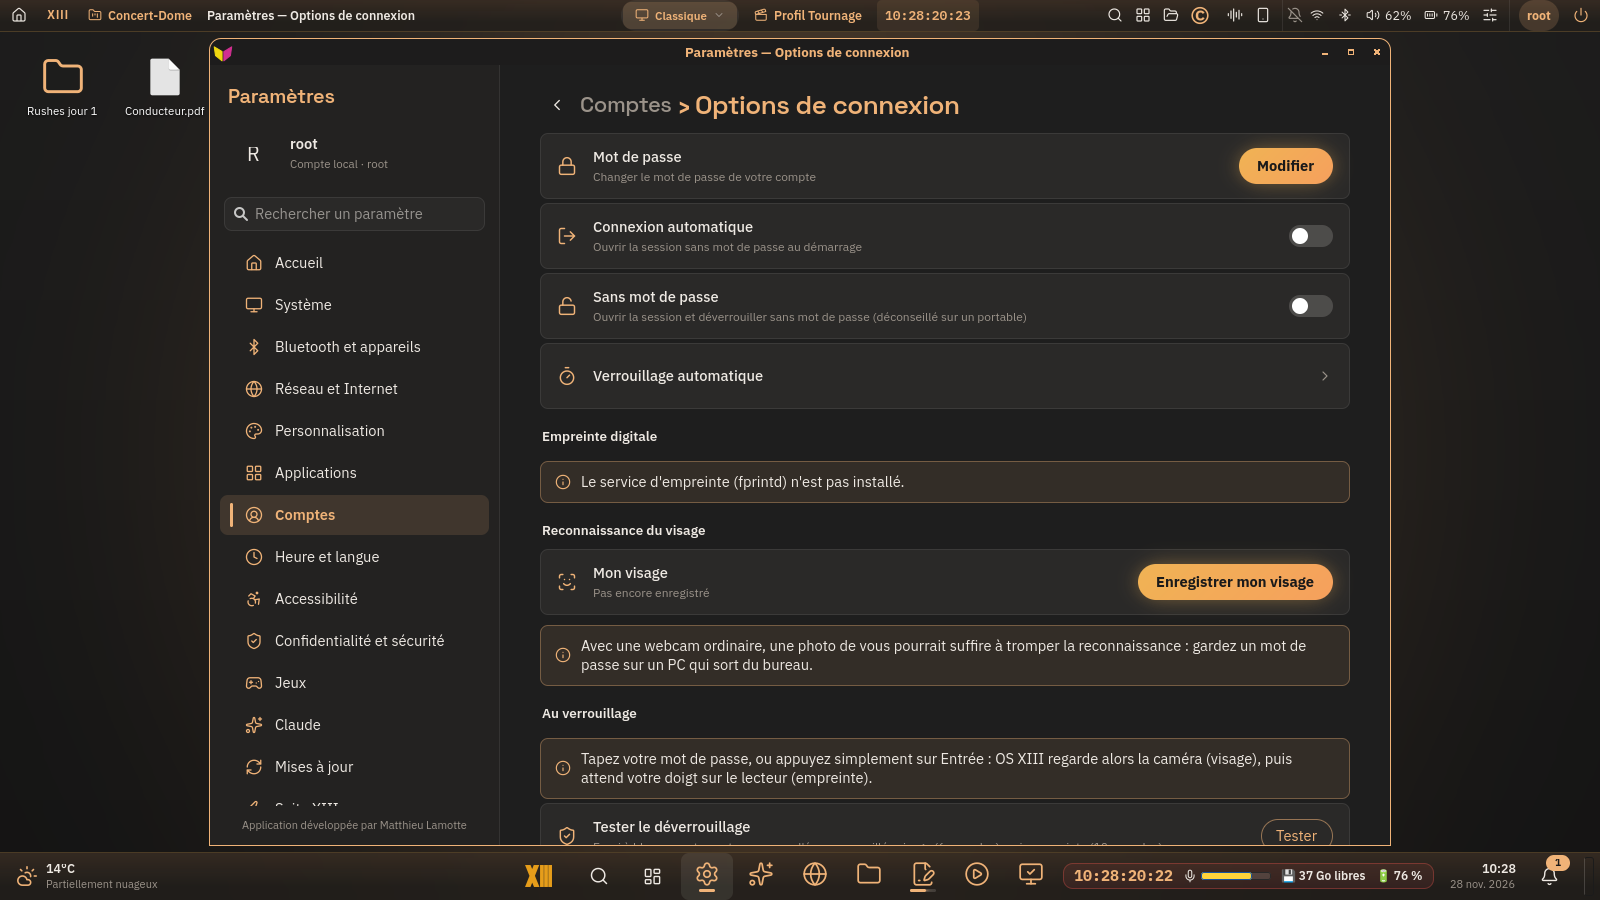 XIII
Concert-Dome
Paramètres — Options de connexion
Classique
Profil Tournage
10:28:20:23
62%
76%
root
Rushes jour 1
Conducteur.pdf
Paramètres — Options de connexion
Paramètres
R
root
Compte local · root
Rechercher un paramètre
Accueil
Système
Bluetooth et appareils
Réseau et Internet
Personnalisation
Applications
Comptes
Heure et langue
Accessibilité
Confidentialité et sécurité
Jeux
Claude
Mises à jour
Application développée par Matthieu Lamotte
Comptes > Options de connexion
Mot de passe
Changer le mot de passe de votre compte
Modifier
Connexion automatique
Ouvrir la session sans mot de passe au démarrage
Sans mot de passe
Ouvrir la session et déverrouiller sans mot de passe (déconseillé sur un portable)
Verrouillage automatique
Empreinte digitale
Le service d'empreinte (fprintd) n'est pas installé.
Reconnaissance du visage
Mon visage
Pas encore enregistré
Enregistrer mon visage
Avec une webcam ordinaire, une photo de vous pourrait suffire à tromper la reconnaissance : gardez un mot de
passe sur un PC qui sort du bureau.
Au verrouillage
Tapez votre mot de passe, ou appuyez simplement sur Entrée : OS XIII regarde alors la caméra (visage), puis
attend votre doigt sur le lecteur (empreinte).
Tester le déverrouillage
Tester
14°C
Partiellement nuageux
XIII
10:28:20:22
37 Go libres
76 %
10:28
28 nov. 2026
1